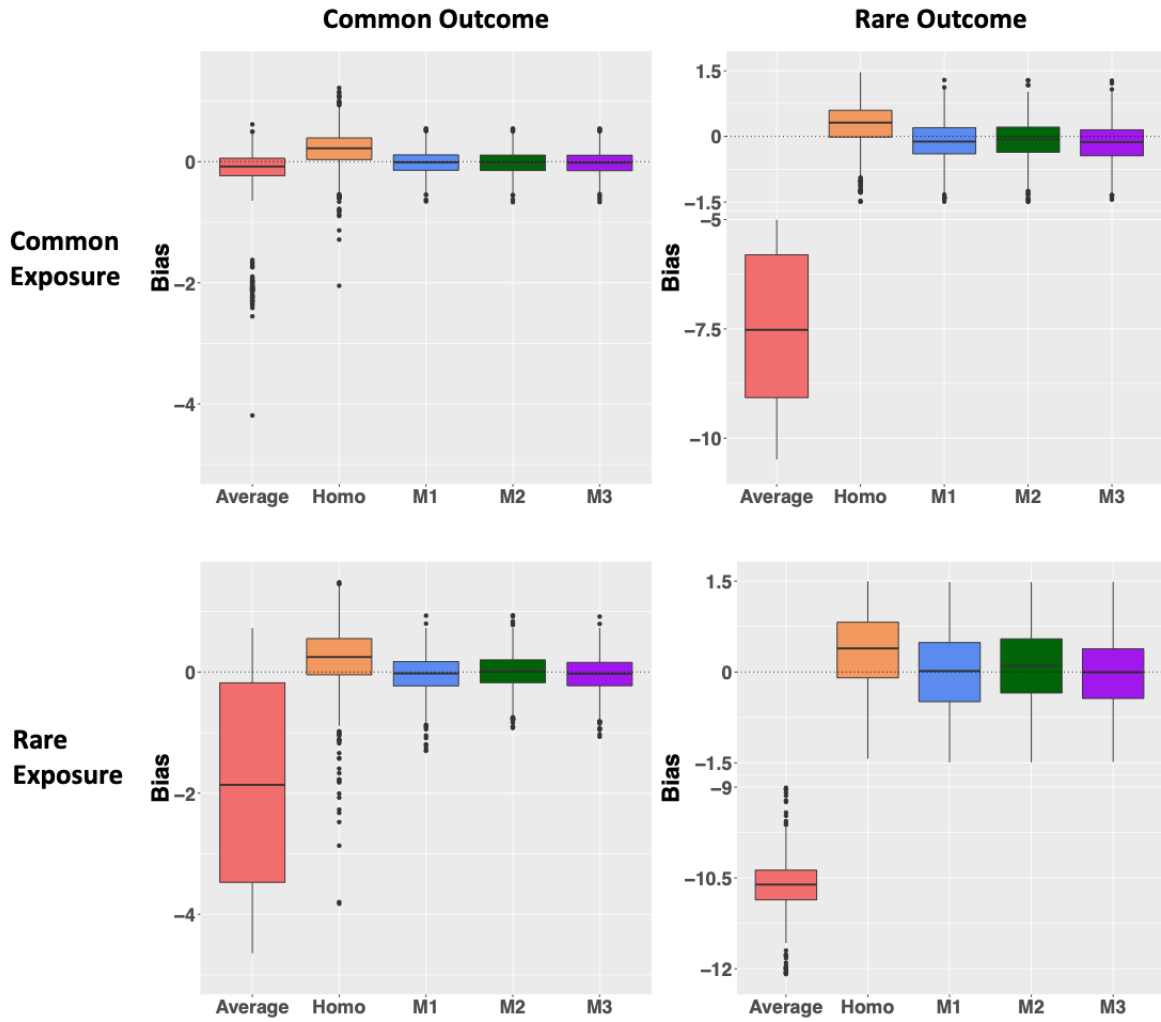 Common Outcome
Rare Outcome
Common
Exposure
Bias
0
−2
−4
Average Homo M1 M2 M3
Bias
1.5
0
−1.5
−5
−7.5
−10
Average Homo M1 M2 M3
Rare
Exposure
Bias
0
−2
−4
Average Homo M1 M2 M3
Bias
1.5
0
−1.5
−9
−10.5
−12
Average Homo M1 M2 M3